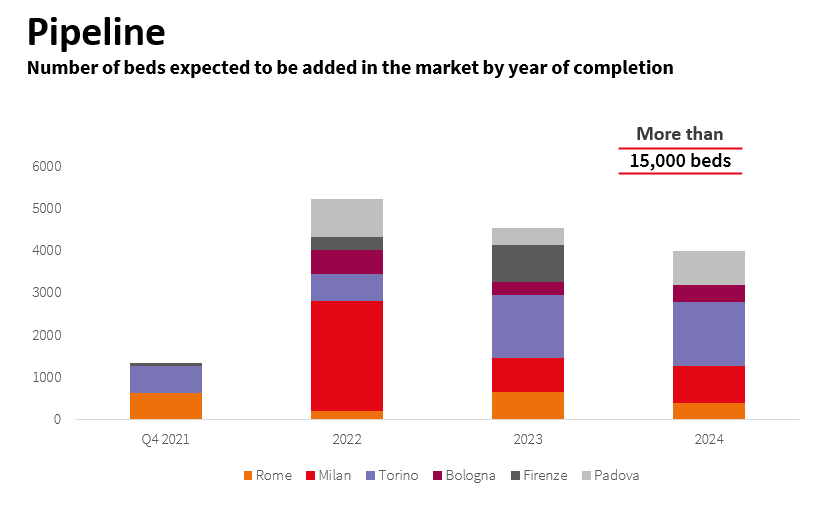 Pipeline
Number of beds expected to be added in the market by year of completion
More than
15,000 beds
6000
5000
4000
3000
2000
1000
0
Q4 2021
2022
2023
2024
Rome
Milan
Torino
Bologna
Firenze
Padova